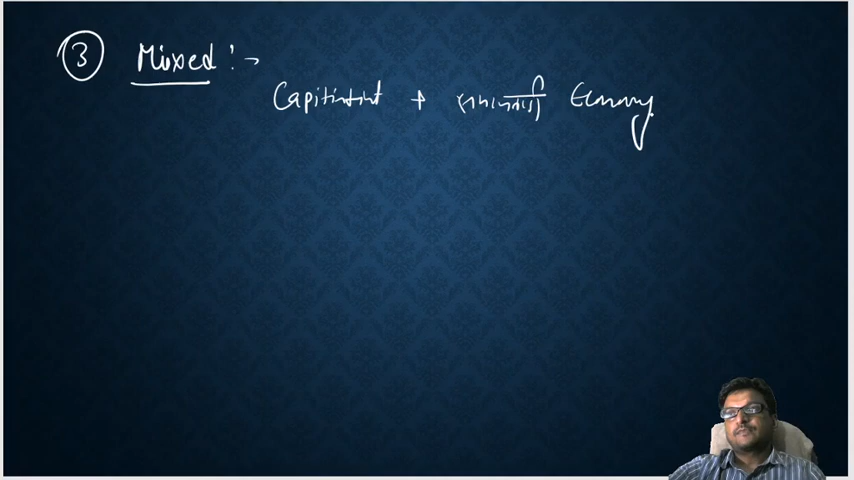 ③ Mixed :-
Capitalist + Economy